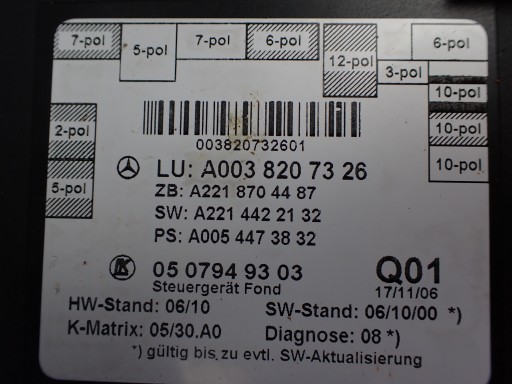 7-pol
5-pol
7-pol
6-pol
12-pol
3-pol
6-pol
10-pol
10-pol
10-pol
2-pol
5-pol
003820732601
LU: A003 820 73 26
ZB: A221 870 44 87
SW: A221 442 21 32
PS: A005 447 38 32
05 0794 93 03
Steuergerät Fond
Q01
17/11/06
HW-Stand: 06/10
SW-Stand: 06/10/00 *)
K-Matrix: 05/30.A0
Diagnose: 08 *)
*) gültig bis zu evtl. SW-Aktualisierung